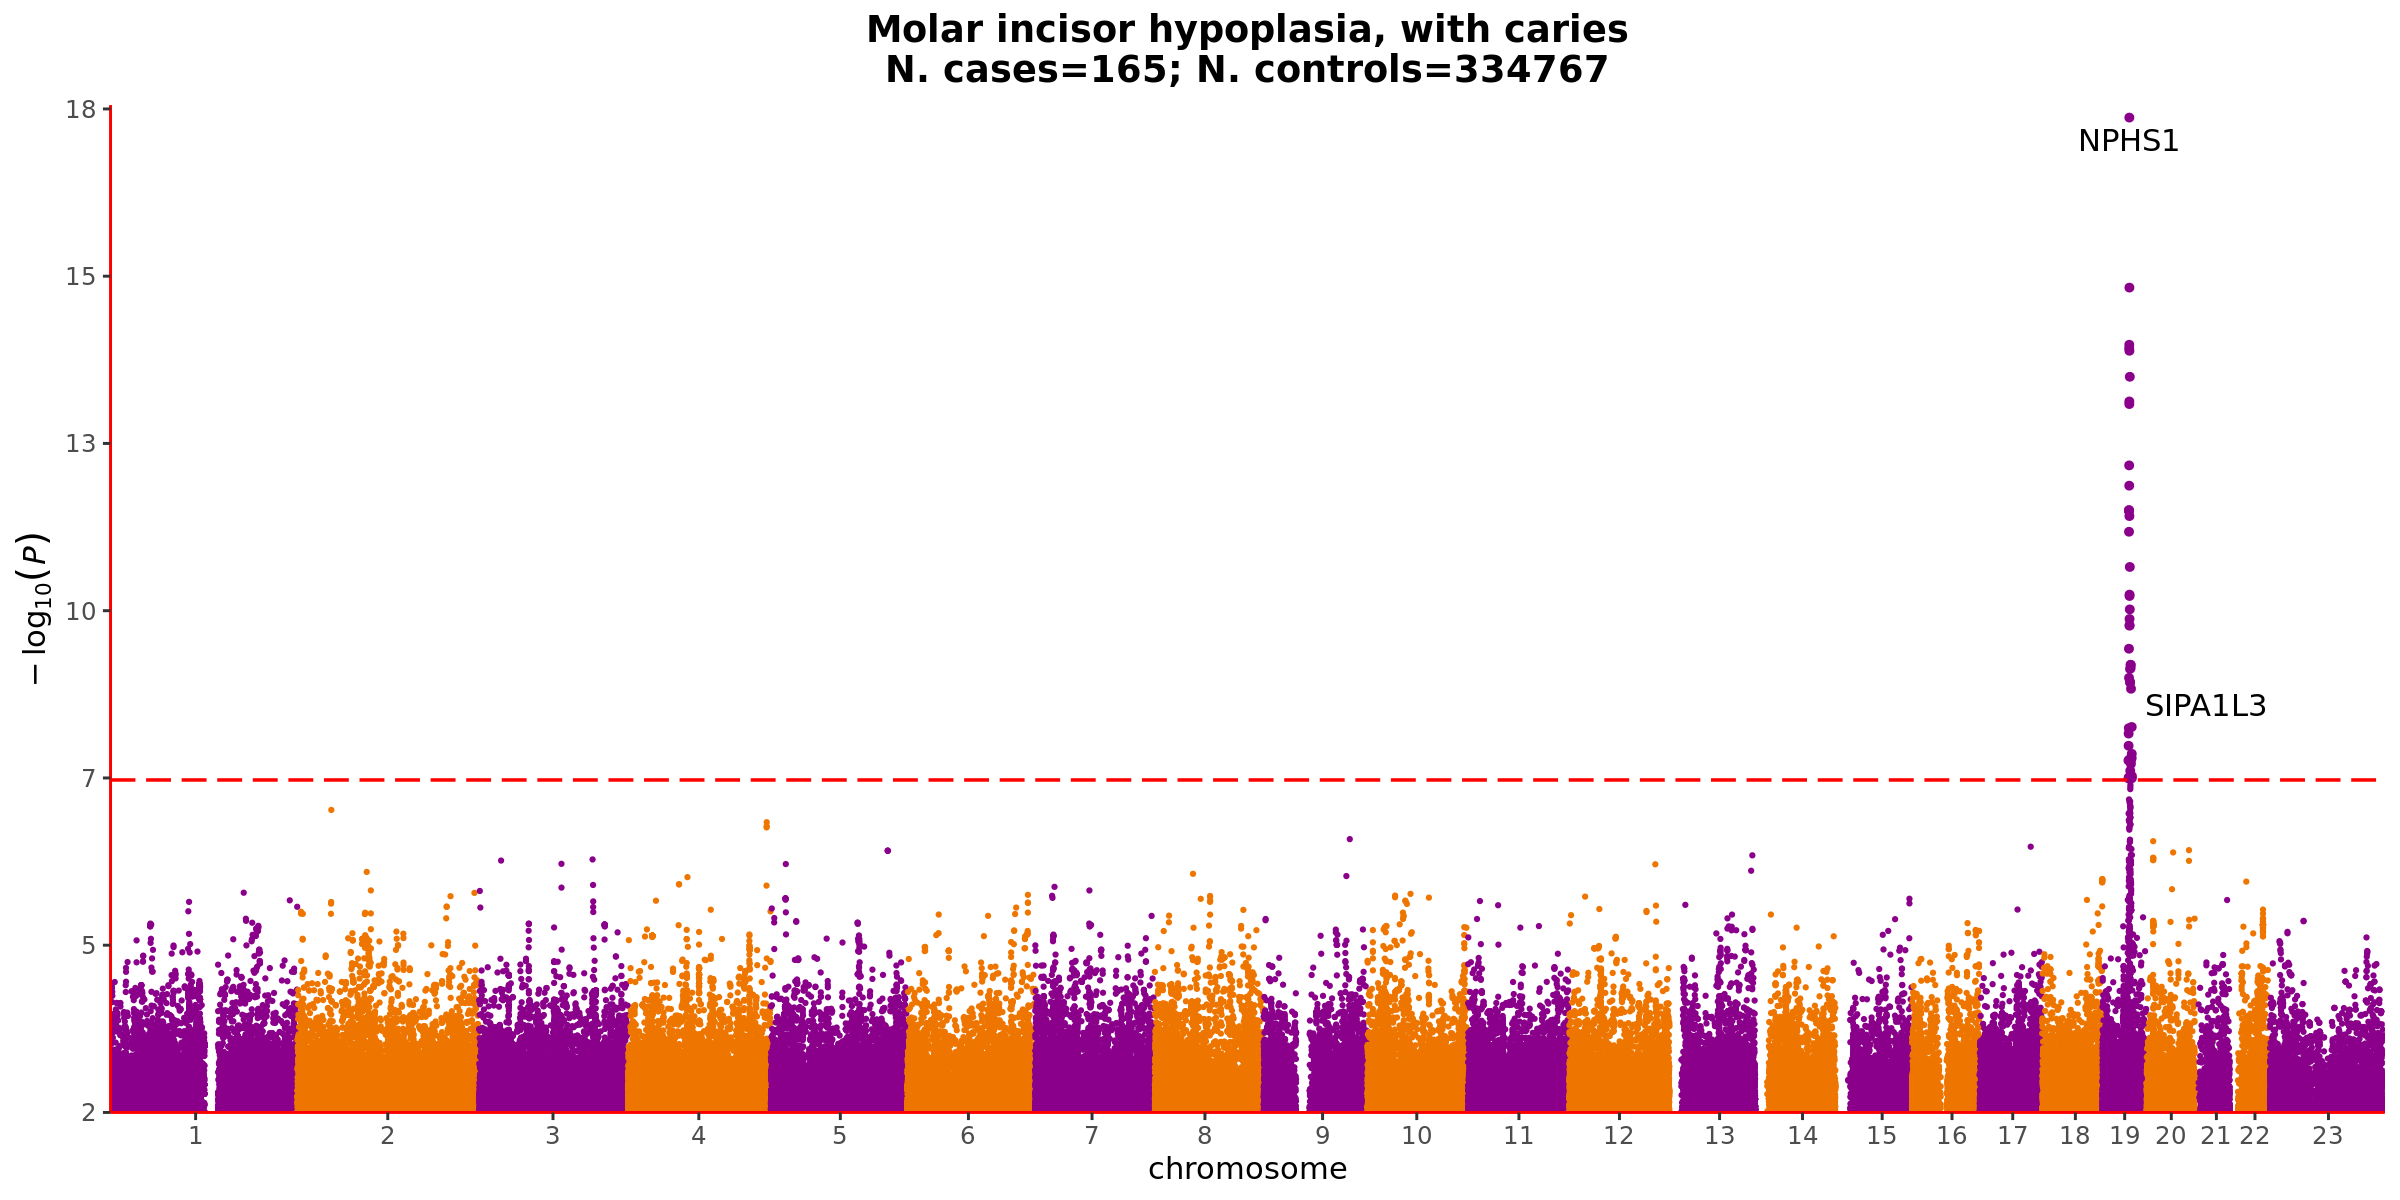 Molar incisor hypoplasia, with caries
N. cases=165; N. controls=334767
18
NPHS1
15
13
10
SIPA1L3
7
5
2
− log10(P)
1 2 3 4 5 6 7 8 9 10 11 12 13 14 15 16 17 18 19 20 21 22 23
chromosome